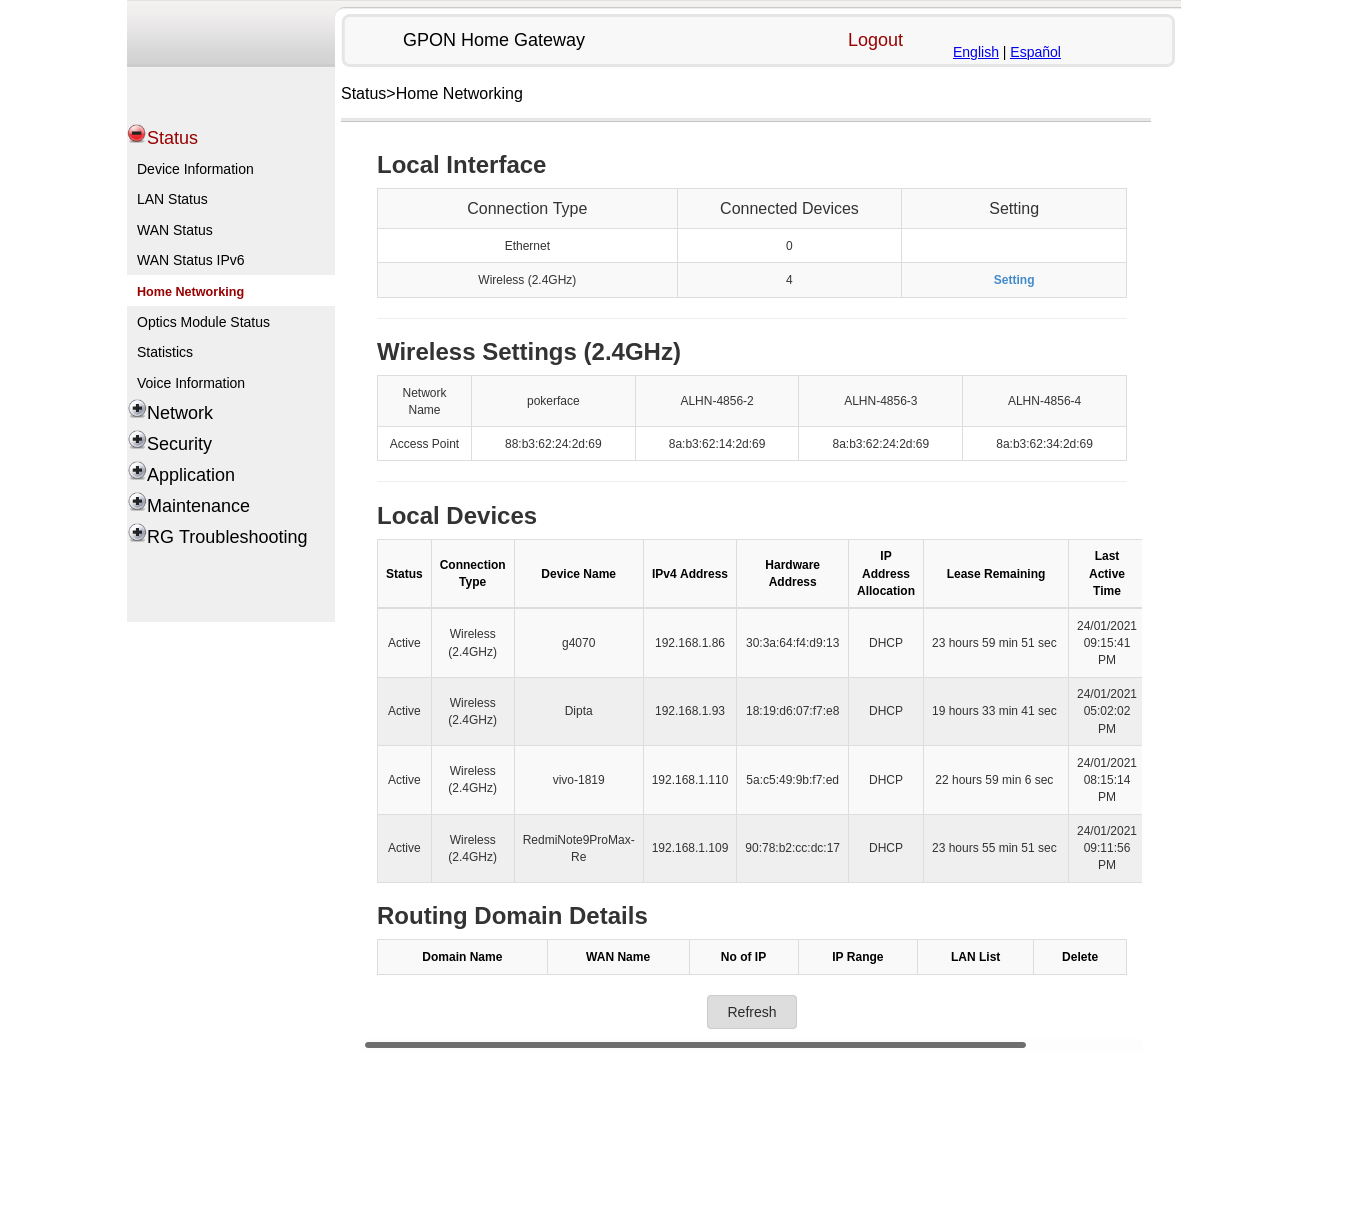 GPON Home Gateway
Logout
English | Español
Status>Home Networking
Status
Device Information
LAN Status
WAN Status
WAN Status IPv6
Home Networking
Optics Module Status
Statistics
Voice Information
Network
Security
Application
Maintenance
RG Troubleshooting
Local Interface
Connection Type Connected Devices Setting
Ethernet 0
Wireless (2.4GHz) 4 Setting
Wireless Settings (2.4GHz)
Network
Name pokerface ALHN-4856-2 ALHN-4856-3 ALHN-4856-4
Access Point 88:b3:62:24:2d:69 8a:b3:62:14:2d:69 8a:b3:62:24:2d:69 8a:b3:62:34:2d:69
Local Devices
Status
Connection
Type
Device Name
IPv4 Address
Hardware
Address
IP
Address
Allocation
Lease Remaining
Last
Active
Time
Active
Wireless
(2.4GHz)
g4070
192.168.1.86
30:3a:64:f4:d9:13
DHCP
23 hours 59 min 51 sec
24/01/2021
09:15:41
PM
Active
Wireless
(2.4GHz)
Dipta
192.168.1.93
18:19:d6:07:f7:e8
DHCP
19 hours 33 min 41 sec
24/01/2021
05:02:02
PM
Active
Wireless
(2.4GHz)
vivo-1819
192.168.1.110
5a:c5:49:9b:f7:ed
DHCP
22 hours 59 min 6 sec
24/01/2021
08:15:14
PM
Active
Wireless
(2.4GHz)
RedmiNote9ProMax-
Re
192.168.1.109
90:78:b2:cc:dc:17
DHCP
23 hours 55 min 51 sec
24/01/2021
09:11:56
PM
Routing Domain Details
Domain Name WAN Name No of IP IP Range LAN List Delete
Refresh